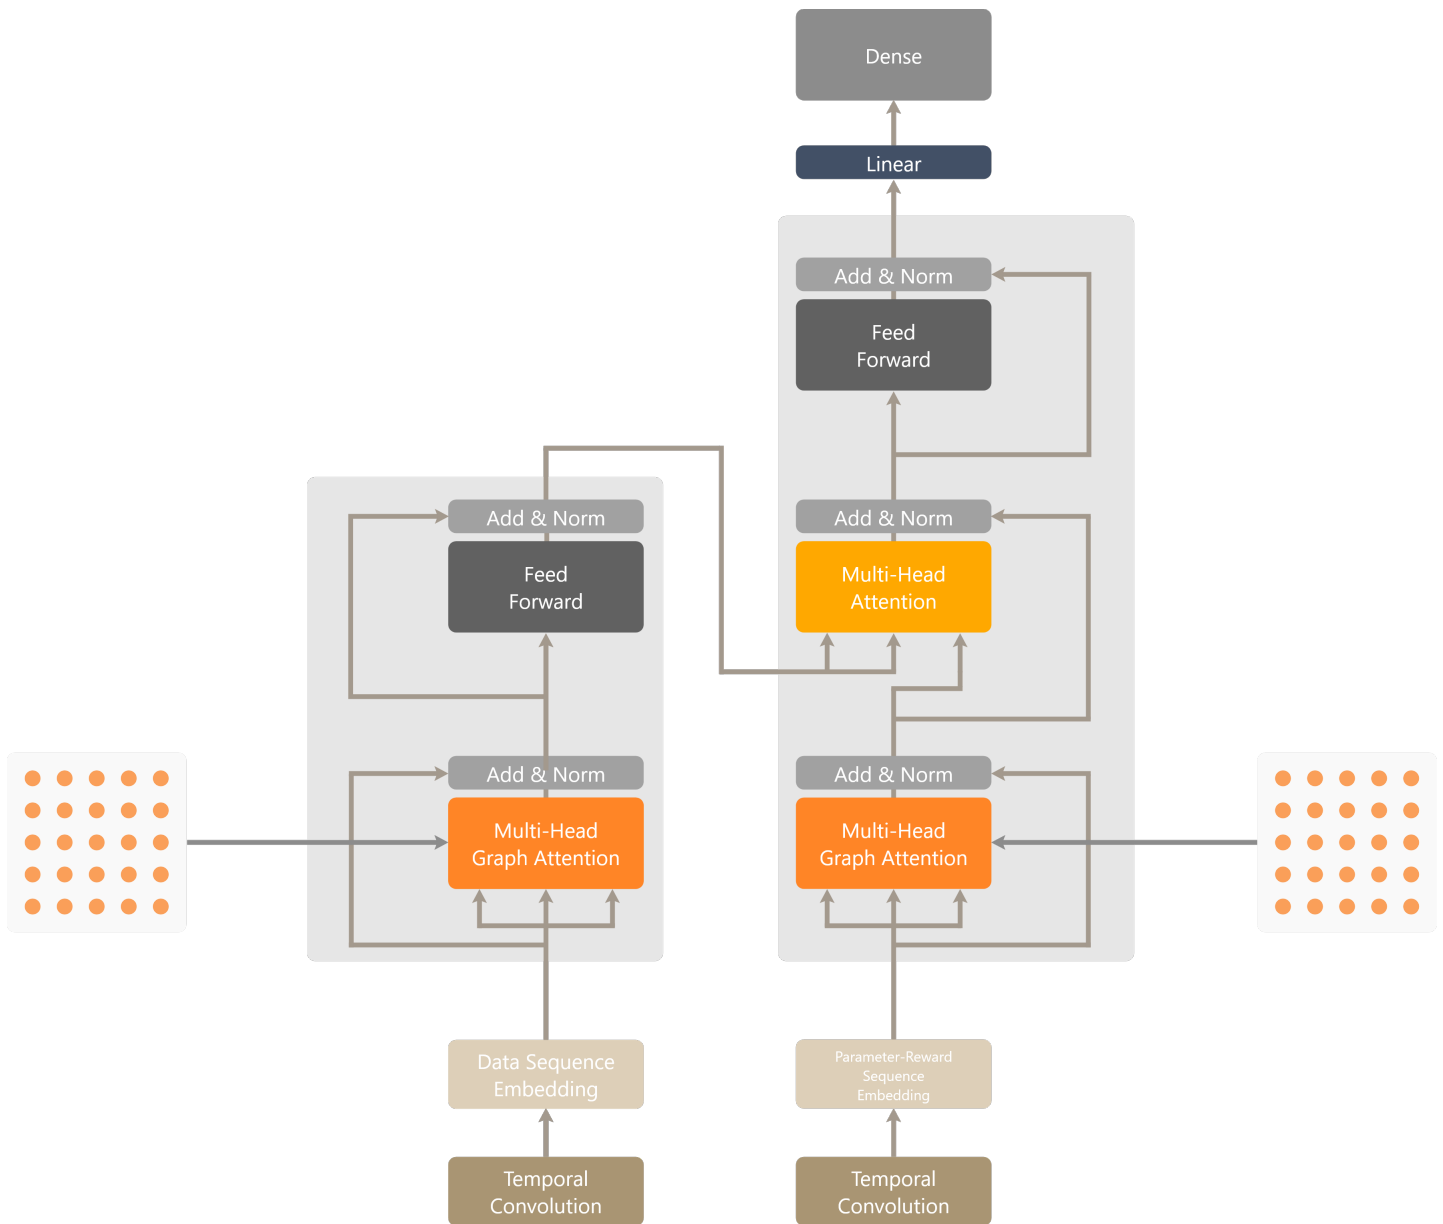 Dense
Linear
Add & Norm
Feed
Forward
Add & Norm
Multi-Head
Attention
Add & Norm
Multi-Head
Graph Attention
Parameter-Reward
Sequence
Embedding
Temporal
Convolution
Add & Norm
Feed
Forward
Add & Norm
Multi-Head
Graph Attention
Data Sequence
Embedding
Temporal
Convolution